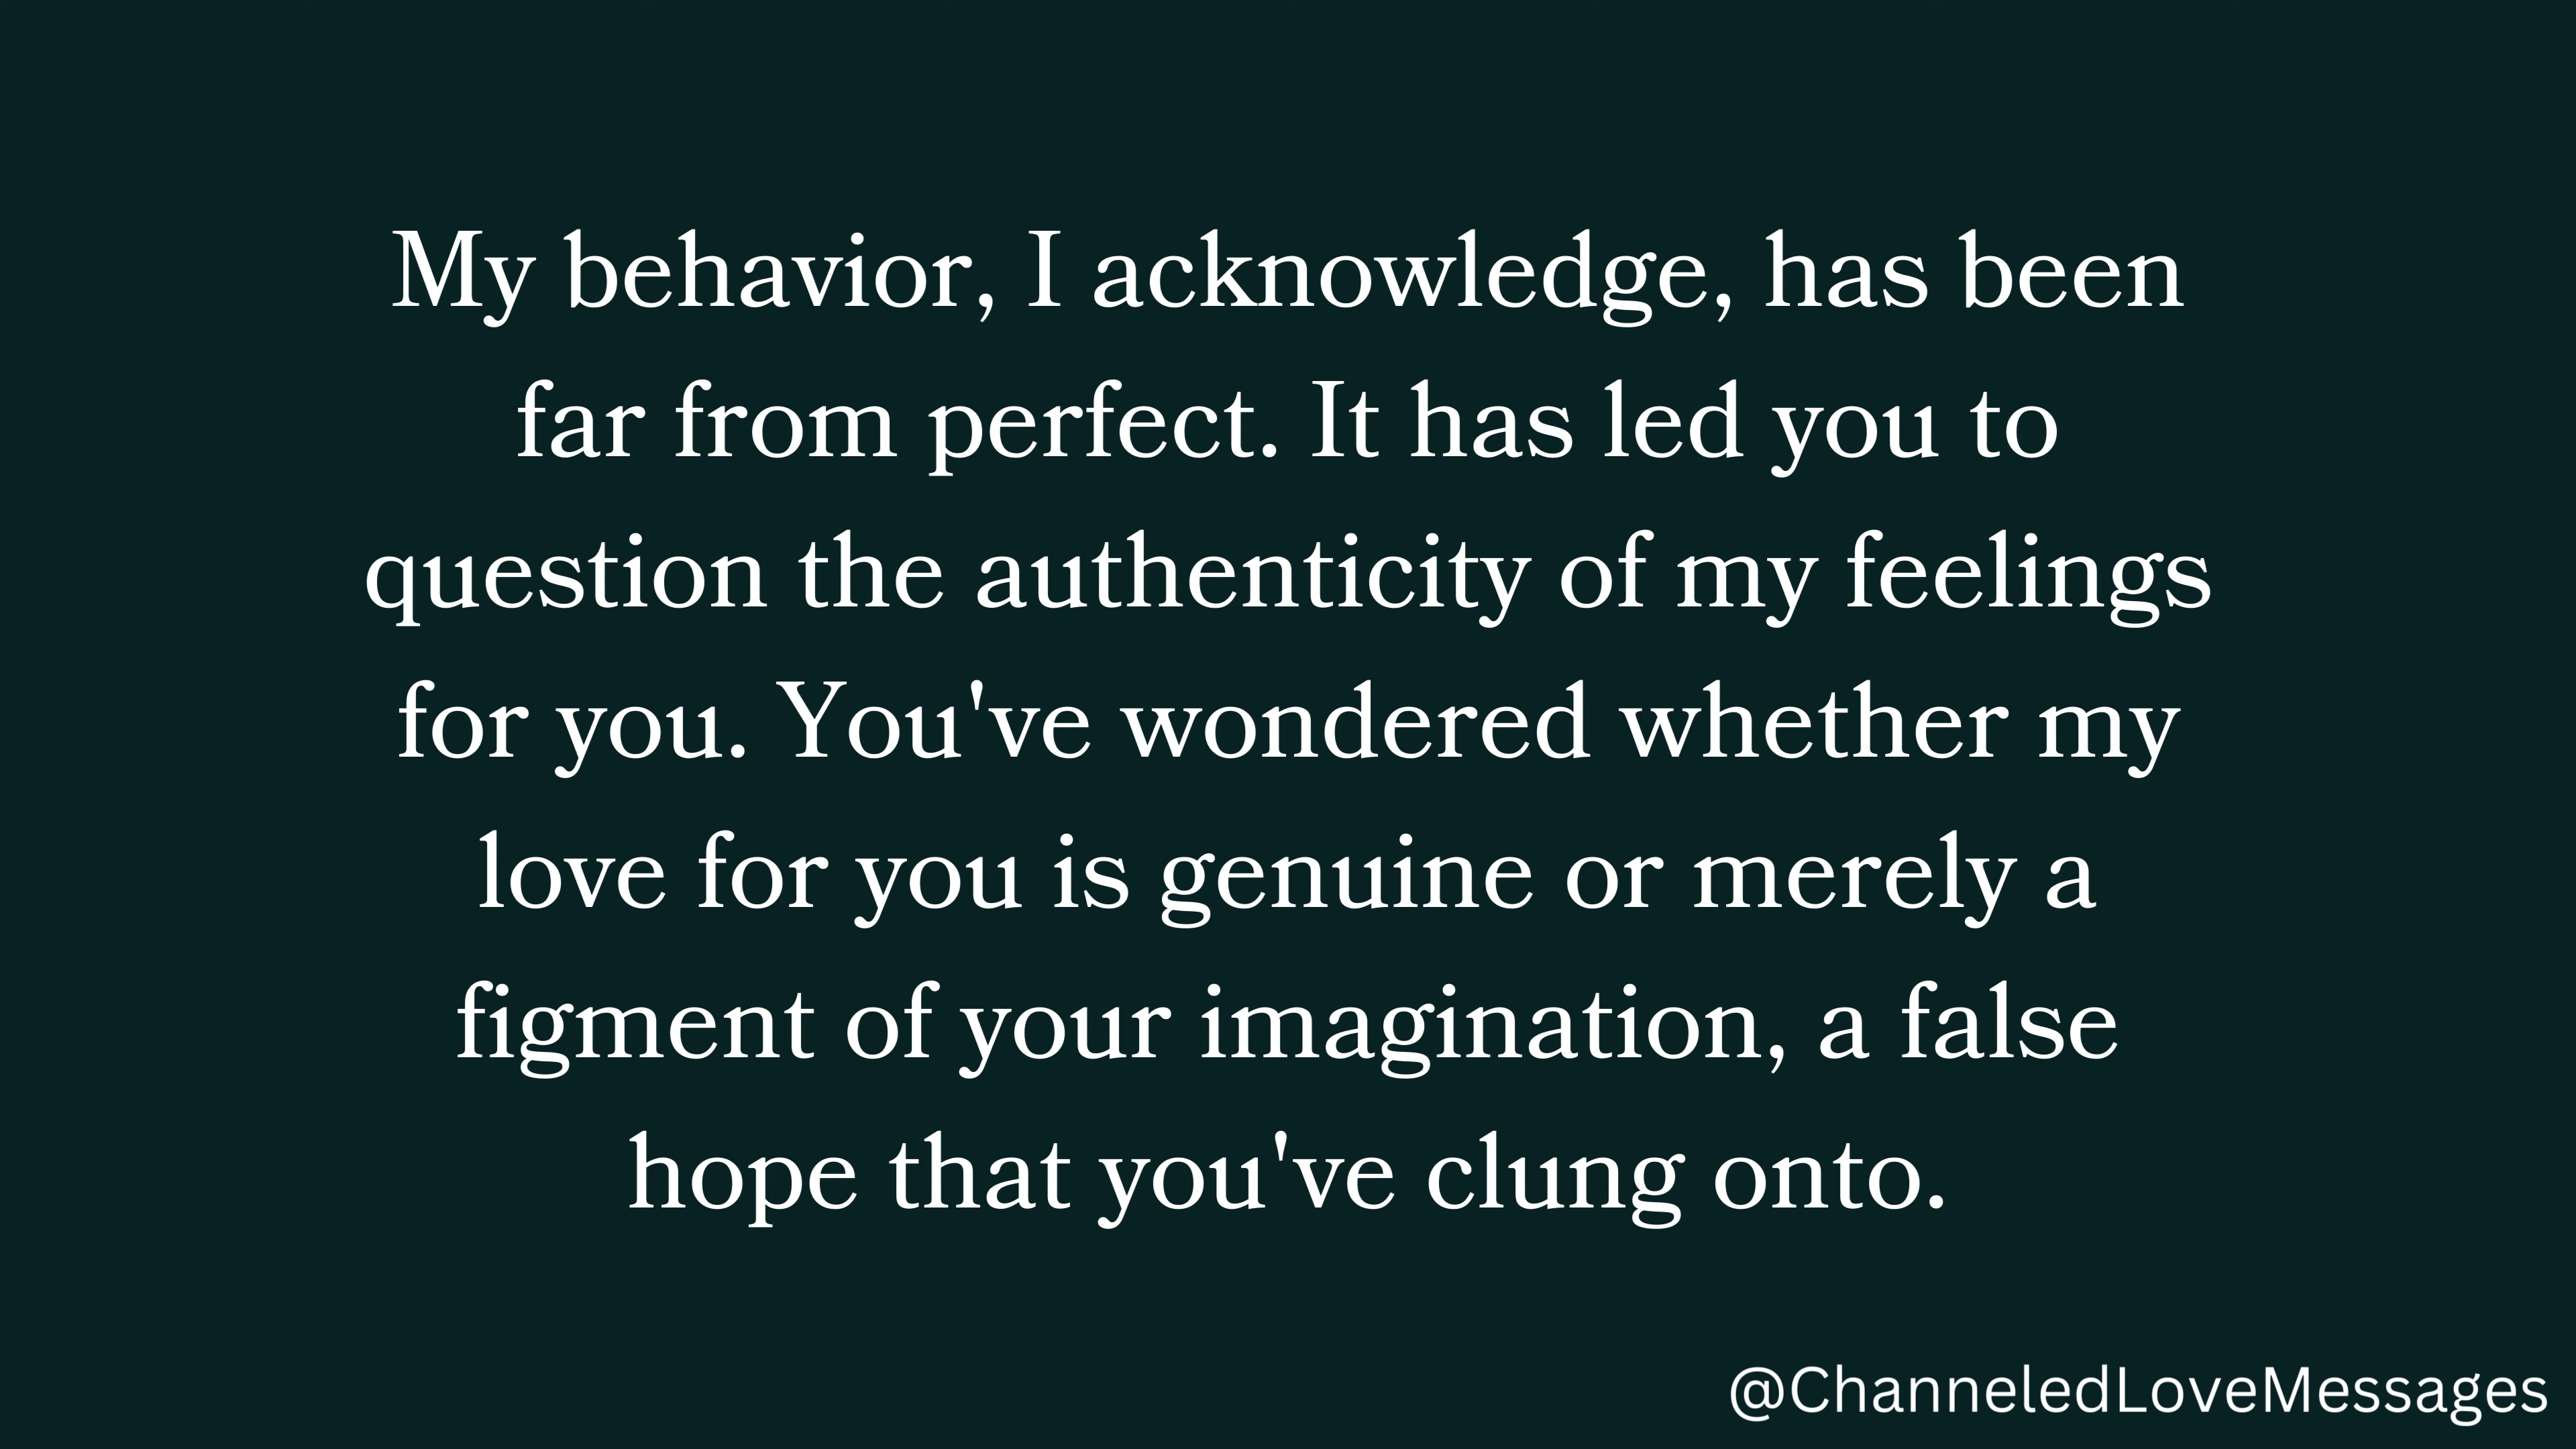 My behavior, I acknowledge, has been
far from perfect. It has led you to
question the authenticity of my feelings
for you. You've wondered whether my
love for you is genuine or merely a
figment of your imagination, a false
hope that you've clung onto.
@ChanneledLoveMessages